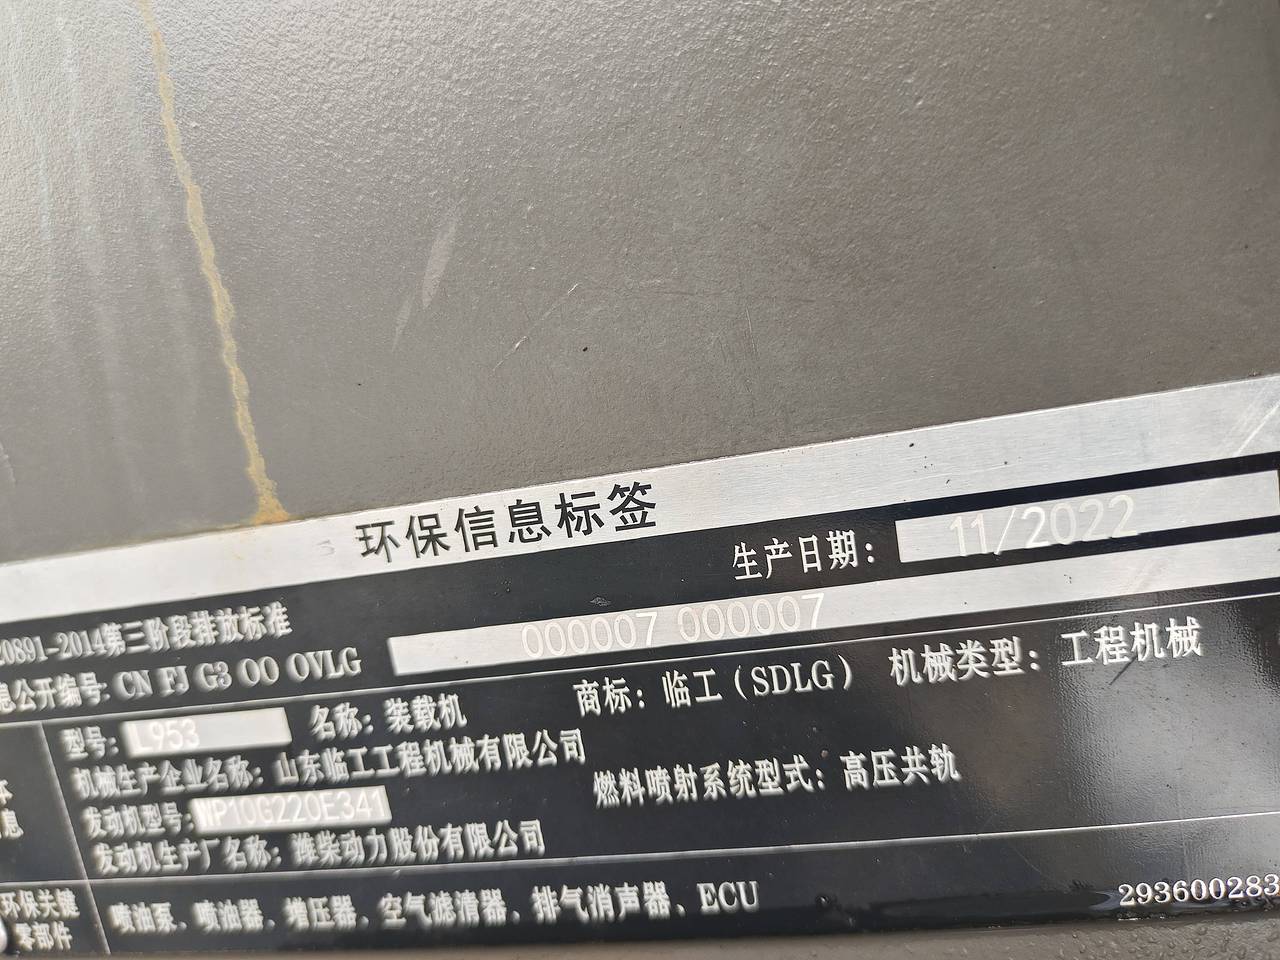 环保信息标签
生产日期: 11/2022
20891-2014第三阶段排放标准
息公开编号: CN FJ G3 00 0VLG 000007 000007
型号: L953 名称: 装载机 商标: 临工(SDLG) 机械类型: 工程机械
机械生产企业名称: 山东临工工程机械有限公司
发动机型号: WP10G220E341 燃料喷射系统型式: 高压共轨
发动机生产厂名称: 潍柴动力股份有限公司
环保关键
零部件
喷油泵、喷油器、增压器、空气滤清器、排气消声器、ECU
293600283